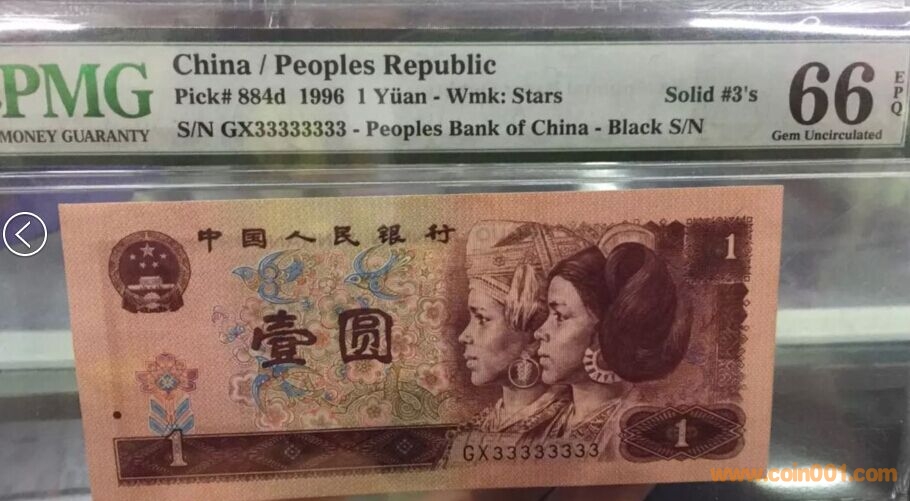 PMG
MONEY GUARANTY
China / Peoples Republic
Pick# 884d 1996 1 Yüan - Wmk: Stars
Solid #3's
S/N GX33333333 - Peoples Bank of China - Black S/N
66
EPQ
Gem Uncirculated
中国人民银行
1
壹圆
1
GX33333333
1
www.coin001.com